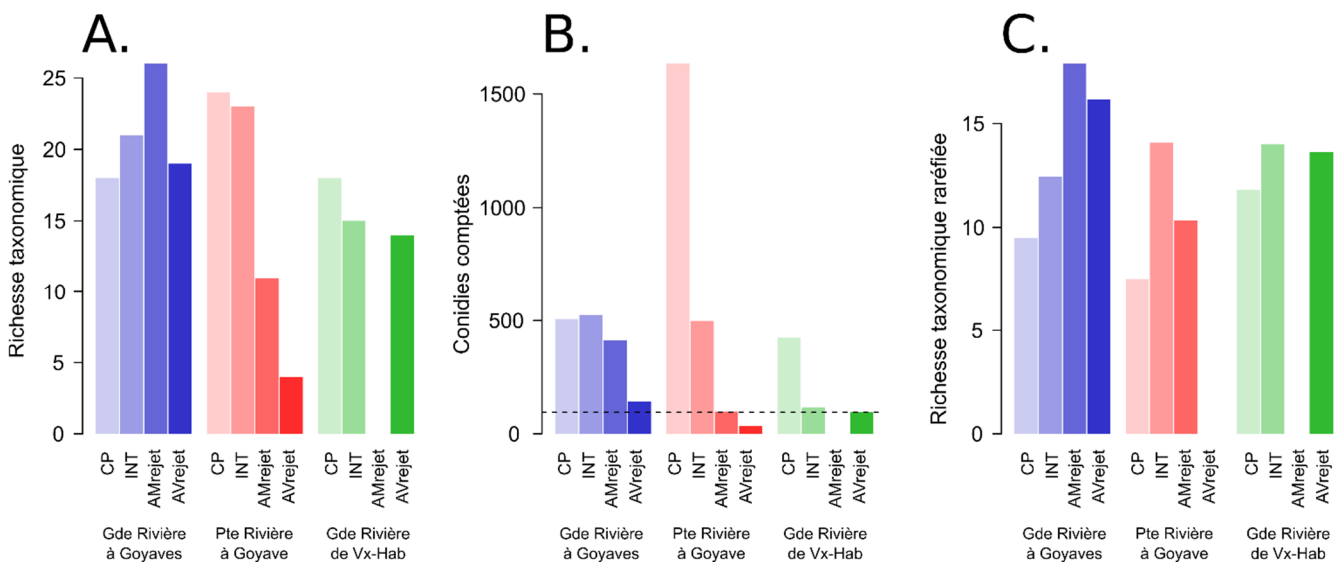 A.
Richesse taxonomique
25
20
15
10
5
0
CP
INT
AMrejet
AVrejet
CP
INT
AMrejet
AVrejet
CP
INT
AMrejet
AVrejet
Gde Rivière
à Goyaves
Pte Rivière
à Goyave
Gde Rivière
de Vx-Hab
B.
Conidies comptées
1500
1000
500
0
CP
INT
AMrejet
AVrejet
CP
INT
AMrejet
AVrejet
CP
INT
AMrejet
AVrejet
Gde Rivière
à Goyaves
Pte Rivière
à Goyave
Gde Rivière
de Vx-Hab
C.
Richesse taxonomique raréfiée
15
10
5
0
CP
INT
AMrejet
AVrejet
CP
INT
AMrejet
AVrejet
CP
INT
AMrejet
AVrejet
Gde Rivière
à Goyaves
Pte Rivière
à Goyave
Gde Rivière
de Vx-Hab